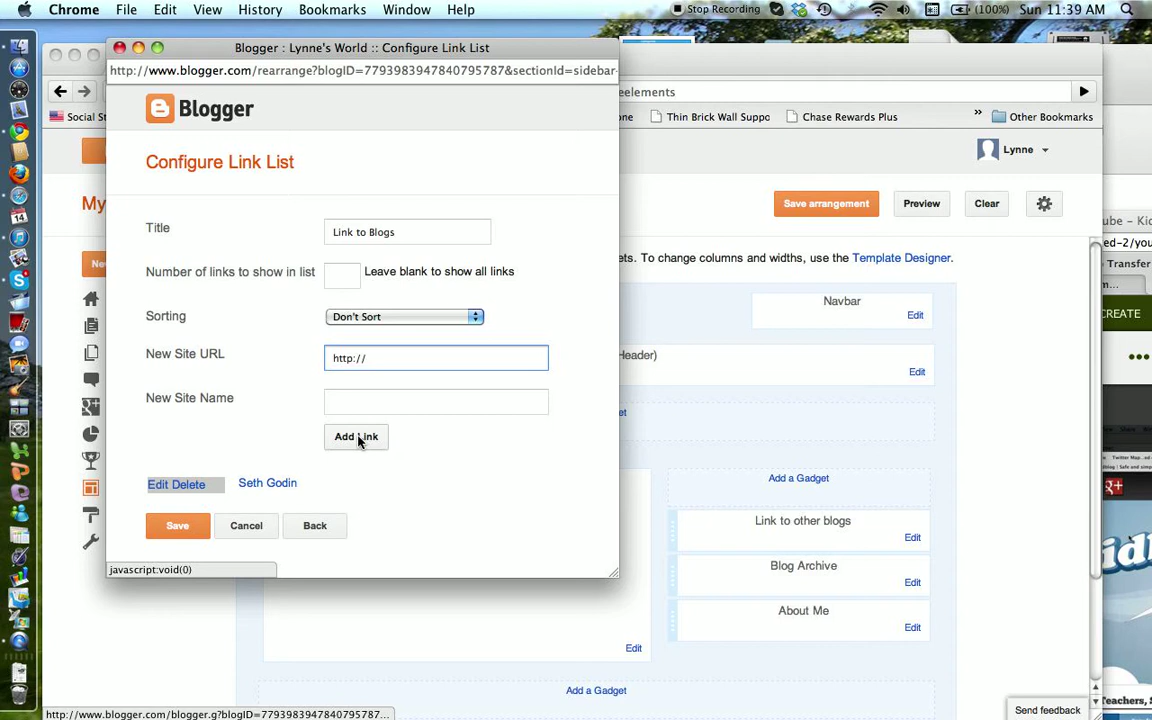 Chrome File Edit View History Bookmarks Window Help
Stop Recording (100%) Sun 11:39 AM
Blogger : Lynne's World :: Configure Link List
http://www.blogger.com/rearrange?blogID=7793983947840795787&sectionId=sidebar-
eelements
Social St
one Thin Brick Wall Suppo Chase Rewards Plus » Other Bookmarks
Blogger
Lynne
Configure Link List
My
Save arrangement Preview Clear
Title Link to Blogs
New
Number of links to show in list Leave blank to show all links
ets. To change columns and widths, use the Template Designer.
Sorting Don't Sort
Navbar
Edit
New Site URL http://
Header)
Edit
New Site Name
get
Add Link
Edit Delete Seth Godin
Save Cancel Back
javascript:void(0)
Add a Gadget
Link to other blogs
Edit
Blog Archive
Edit
About Me
Edit
Edit
Add a Gadget
http://www.blogger.com/blogger.g?blogID=7793983947840795787...
Send feedback
ube - Kid
ed-2/you
Transfer
m...
CREATE
Twitter Map...
Teachers, S